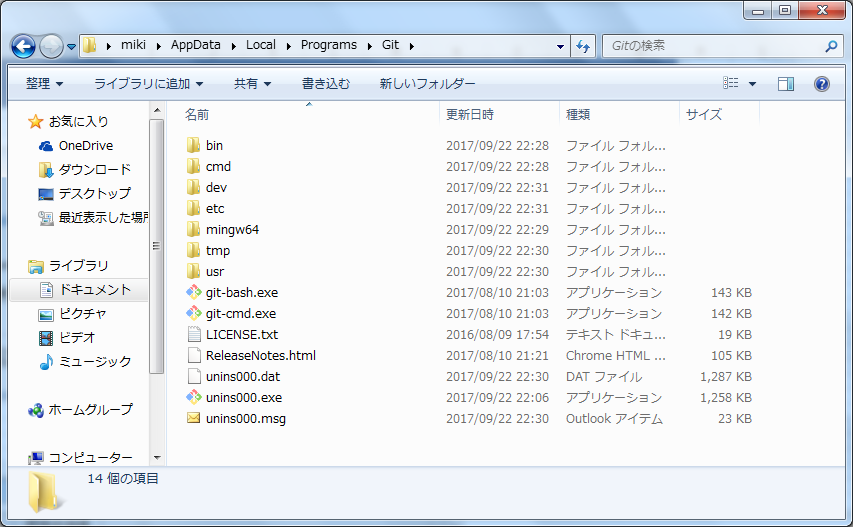 miki AppData Local Programs Git
Gitの検索
整理 ライブラリに追加 共有 書き込む 新しいフォルダー
名前 更新日時 種類 サイズ
お気に入り
OneDrive
ダウンロード
デスクトップ
最近表示した場所
ライブラリ
ドキュメント
ピクチャ
ビデオ
ミュージック
ホームグループ
コンピューター
bin 2017/09/22 22:28 ファイル フォル...
cmd 2017/09/22 22:28 ファイル フォル...
dev 2017/09/22 22:31 ファイル フォル...
etc 2017/09/22 22:31 ファイル フォル...
mingw64 2017/09/22 22:29 ファイル フォル...
tmp 2017/09/22 22:30 ファイル フォル...
usr 2017/09/22 22:30 ファイル フォル...
git-bash.exe 2017/08/10 21:03 アプリケーション 143 KB
git-cmd.exe 2017/08/10 21:03 アプリケーション 142 KB
LICENSE.txt 2016/08/09 17:54 テキスト ドキュ... 19 KB
ReleaseNotes.html 2017/08/10 21:21 Chrome HTML ... 105 KB
unins000.dat 2017/09/22 22:30 DAT ファイル 1,287 KB
unins000.exe 2017/09/22 22:06 アプリケーション 1,258 KB
unins000.msg 2017/09/22 22:30 Outlook アイテム 23 KB
14 個の項目